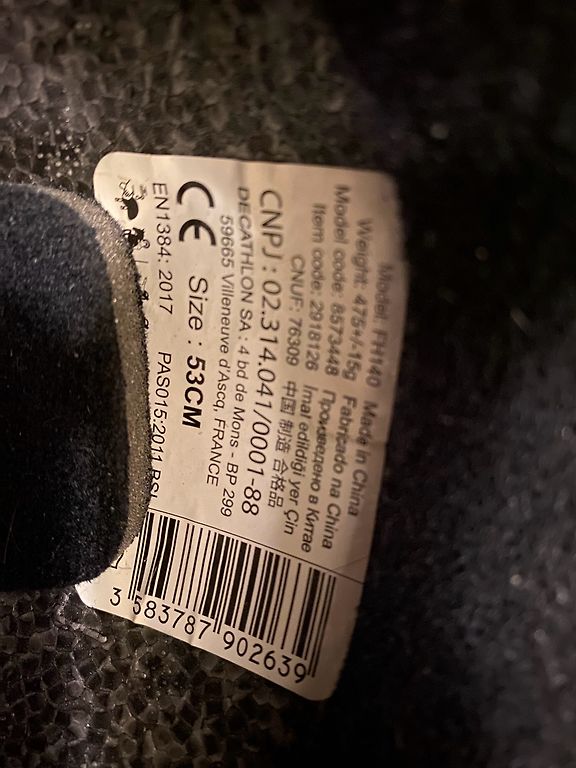 Model: FH140 Made in China
Weight: 475+/-15g Fabricado na China
Model code: 8573448 Произведено в Китае
Item code: 2918126 Imal edildigi yer Çin
CNUF: 76309 中国 制造 合格品
CNPJ : 02.314.041/0001-88
DECATHLON SA : 4 bd de Mons - BP 299
59665 Villeneuve d'Ascq, FRANCE
CE Size : 53CM
EN1384: 2017 PAS015:2011 BSI
3 583787 902639